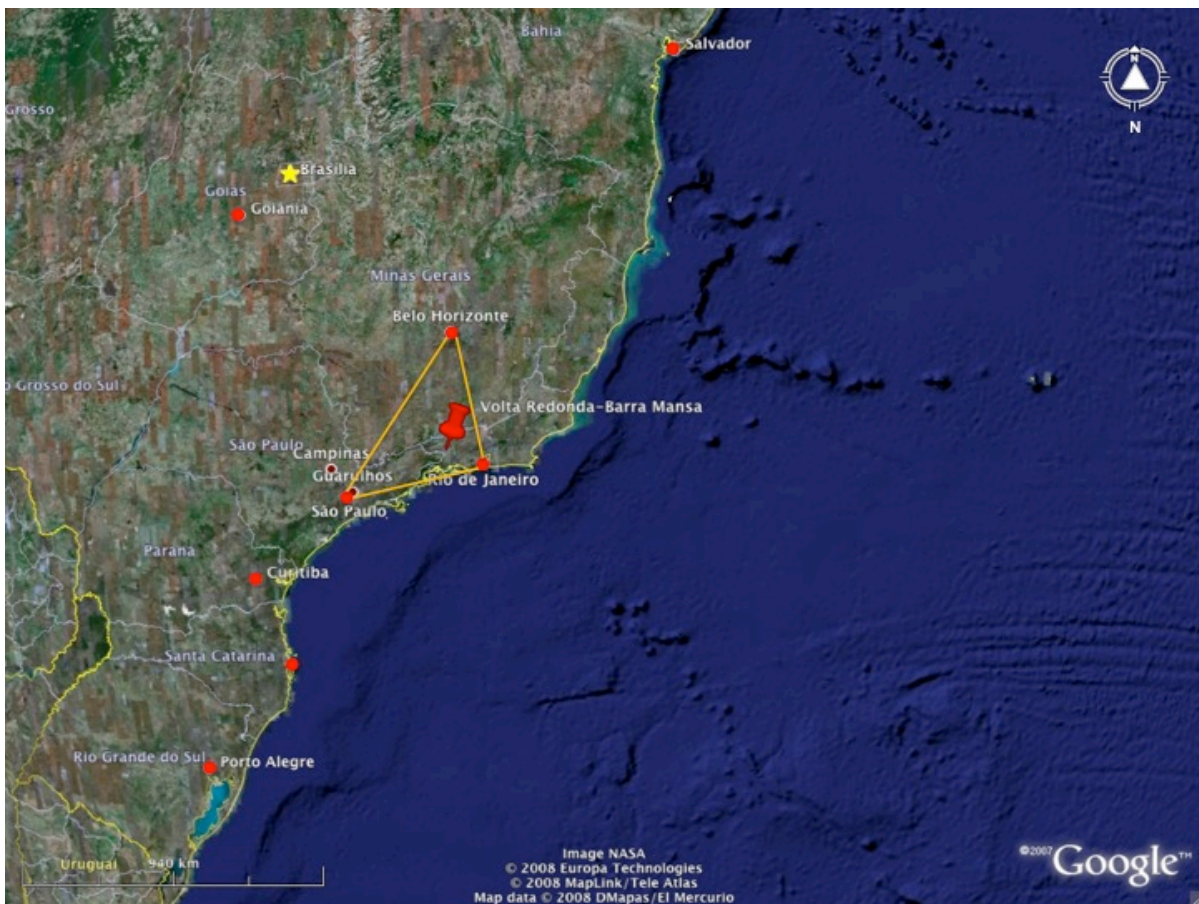 Bahia
Salvador
Grosso
N
N
Brasília
Goías
Goiânia
Minas Gerais
Belo Horizonte
o Grosso do Sul
Volta Redonda-Barra Mansa
São Paulo
Campinas
Guarulhos
Rio de Janeiro
São Paulo
Parana
Curitiba
Santa Catarina
Rio Grande do Sul
Porto Alegre
Uruguai
940 km
Image NASA
© 2008 Europa Technologies
© 2008 MapLink/Tele Atlas
Map data © 2008 DMapas/El Mercurio
©2007 Google™